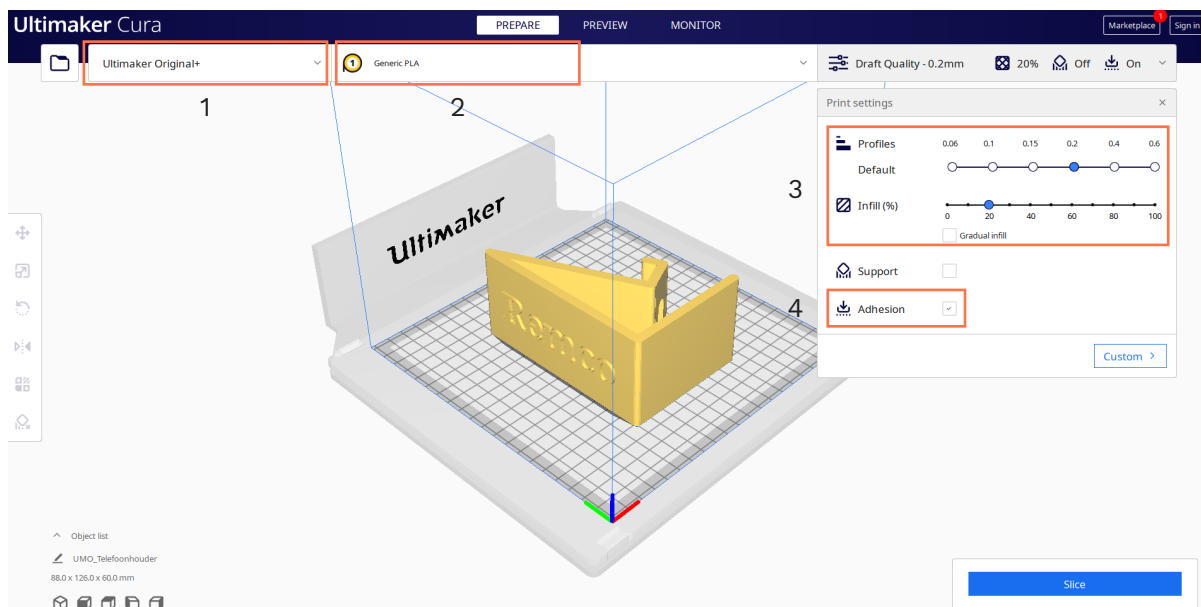 Ultimaker Cura
PREPARE PREVIEW MONITOR
Marketplace 1 Sign in
Ultimaker Original+
1 Generic PLA
Draft Quality - 0.2mm 20% Off On
1
2
Print settings
Profiles 0.06 0.1 0.15 0.2 0.4 0.6
Default
3
Infill (%)
0 20 40 60 80 100
Gradual infill
Support
4
Adhesion
Custom
Ultimaker
Remco
Object list
UMO_Telefoonhouder
88.0 x 126.0 x 60.0 mm
Slice